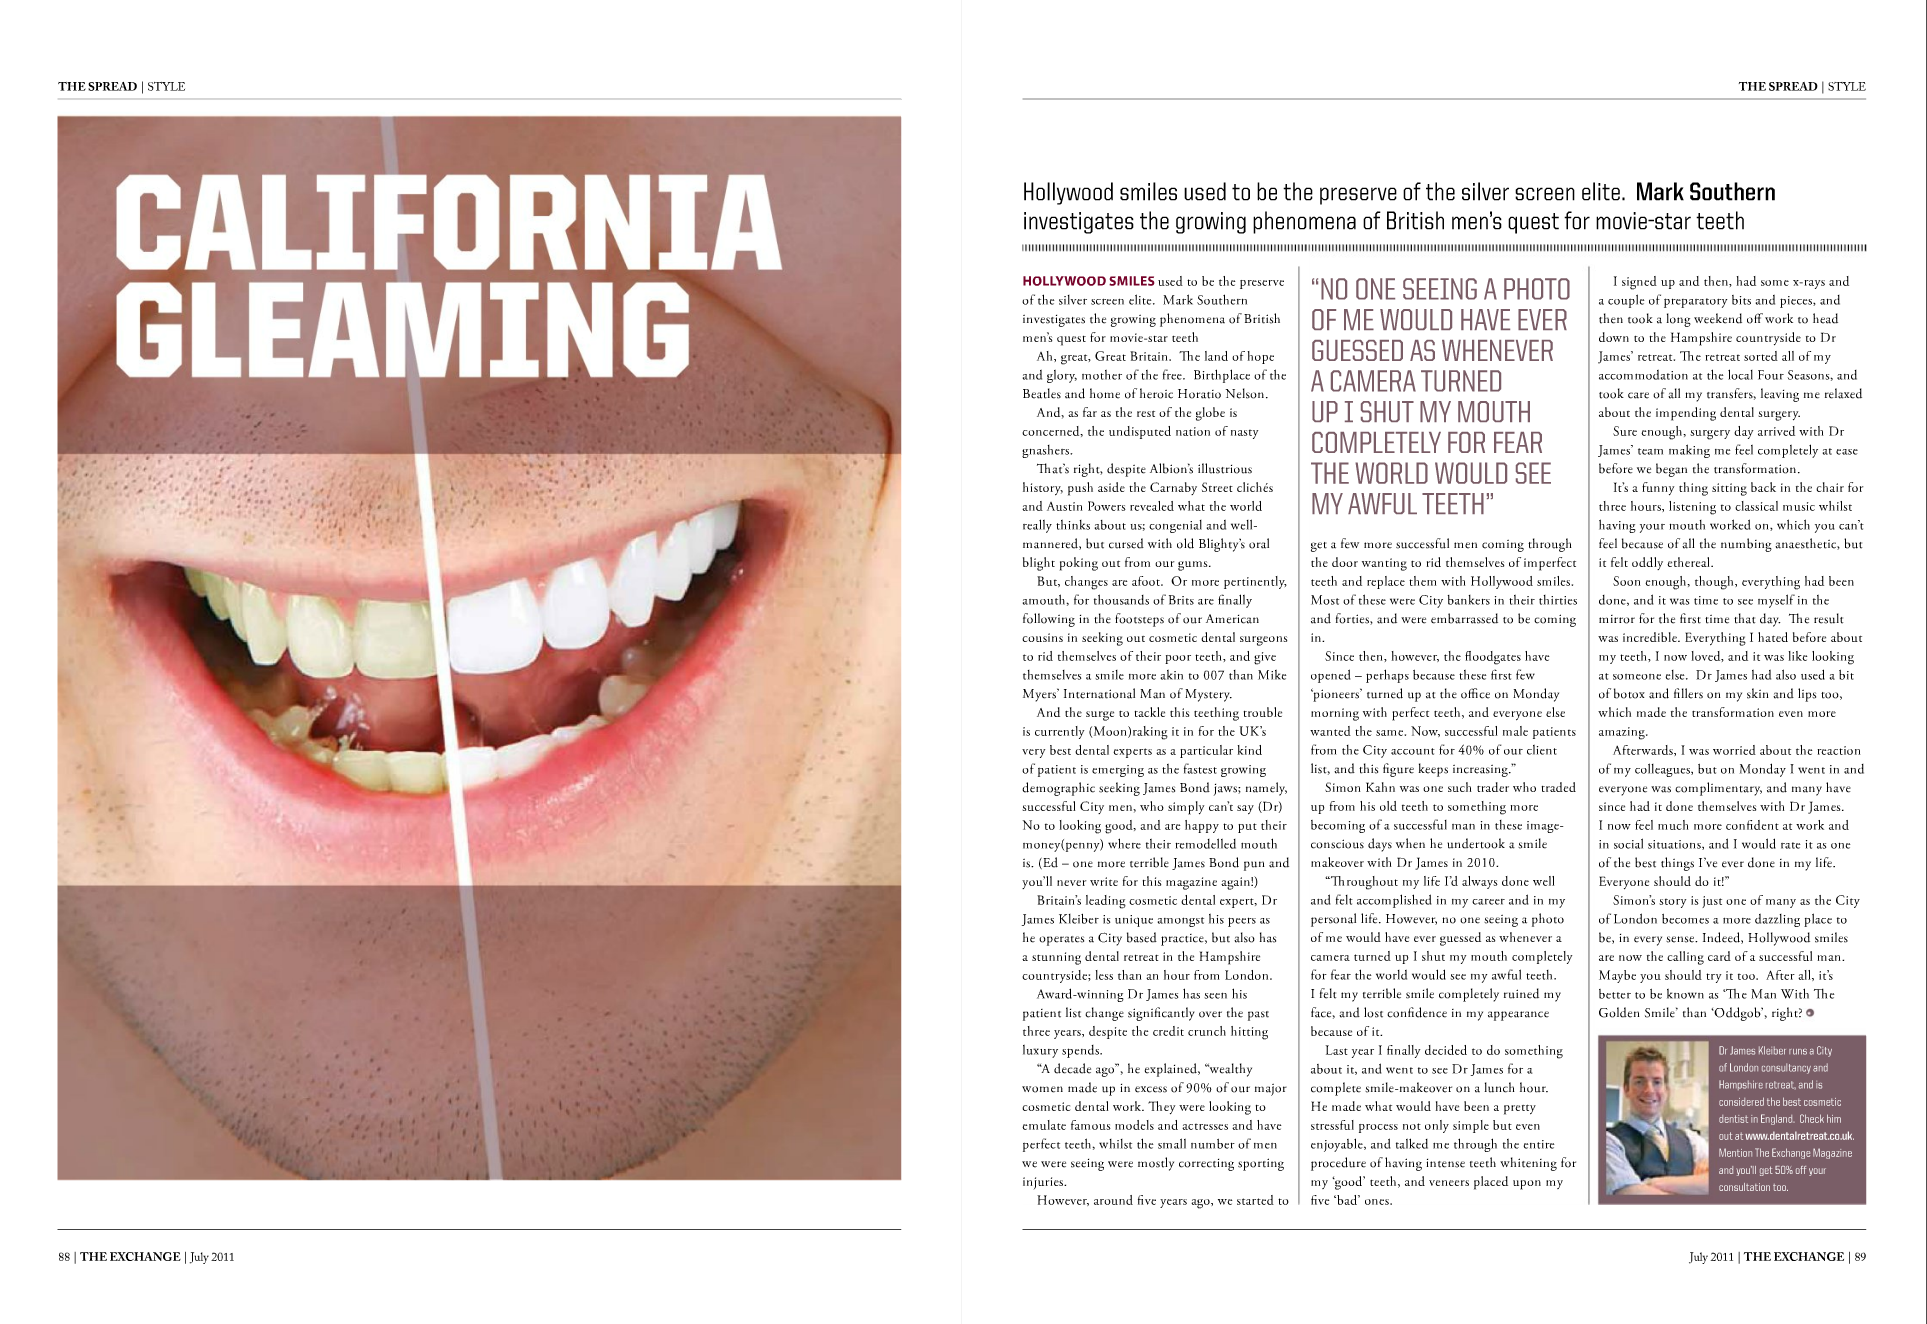 THE SPREAD | STYLE
CALIFORNIA
GLEAMING
88 | THE EXCHANGE | July 2011
THE SPREAD | STYLE
Hollywood smiles used to be the preserve of the silver screen elite. Mark Southern
investigates the growing phenomena of British men's quest for movie-star teeth
HOLLYWOOD SMILES used to be the preserve
of the silver screen elite. Mark Southern
investigates the growing phenomena of British
men's quest for movie-star teeth
Ah, great, Great Britain. The land of hope
and glory, mother of the free. Birthplace of the
Beatles and home of heroic Horatio Nelson.
And, as far as the rest of the globe is
concerned, the undisputed nation of nasty
gnashers.
That's right, despite Albion's illustrious
history, push aside the Carnaby Street clichés
and Austin Powers revealed what the world
really thinks about us; congenial and well-
mannered, but cursed with old Blighty's oral
blight poking out from our gums.
But, changes are afoot. Or more pertinently,
amouth, for thousands of Brits are finally
following in the footsteps of our American
cousins in seeking out cosmetic dental surgeons
to rid themselves of their poor teeth, and give
themselves a smile more akin to 007 than Mike
Myers' International Man of Mystery.
And the surge to tackle this teething trouble
is currently (Moon)raking it in for the UK's
very best dental experts as a particular kind
of patient is emerging as the fastest growing
demographic seeking James Bond jaws; namely,
successful City men, who simply can't say (Dr)
No to looking good, and are happy to put their
money(penny) where their remodelled mouth
is. (Ed – one more terrible James Bond pun and
you'll never write for this magazine again!)
Britain's leading cosmetic dental expert, Dr
James Kleiber is unique amongst his peers as
he operates a City based practice, but also has
a stunning dental retreat in the Hampshire
countryside; less than an hour from London.
Award-winning Dr James has seen his
patient list change significantly over the past
three years, despite the credit crunch hitting
luxury spends.
"A decade ago", he explained, "wealthy
women made up in excess of 90% of our major
cosmetic dental work. They were looking to
emulate famous models and actresses and have
perfect teeth, whilst the small number of men
we were seeing were mostly correcting sporting
injuries.
However, around five years ago, we started to
"NO ONE SEEING A PHOTO
OF ME WOULD HAVE EVER
GUESSED AS WHENEVER
A CAMERA TURNED
UP I SHUT MY MOUTH
COMPLETELY FOR FEAR
THE WORLD WOULD SEE
MY AWFUL TEETH"
get a few more successful men coming through
the door wanting to rid themselves of imperfect
teeth and replace them with Hollywood smiles.
Most of these were City bankers in their thirties
and forties, and were embarrassed to be coming
in.
Since then, however, the floodgates have
opened – perhaps because these first few
'pioneers' turned up at the office on Monday
morning with perfect teeth, and everyone else
wanted the same. Now, successful male patients
from the City account for 40% of our client
list, and this figure keeps increasing."
Simon Kahn was one such trader who traded
up from his old teeth to something more
becoming of a successful man in these image-
conscious days when he undertook a smile
makeover with Dr James in 2010.
"Throughout my life I'd always done well
and felt accomplished in my career and in my
personal life. However, no one seeing a photo
of me would have ever guessed as whenever a
camera turned up I shut my mouth completely
for fear the world would see my awful teeth.
I felt my terrible smile completely ruined my
face, and lost confidence in my appearance
because of it.
Last year I finally decided to do something
about it, and went to see Dr James for a
complete smile-makeover on a lunch hour.
He made what would have been a pretty
stressful process not only simple but even
enjoyable, and talked me through the entire
procedure of having intense teeth whitening for
my 'good' teeth, and veneers placed upon my
five 'bad' ones.
I signed up and then, had some x-rays and
a couple of preparatory bits and pieces, and
then took a long weekend off work to head
down to the Hampshire countryside to Dr
James' retreat. The retreat sorted all of my
accommodation at the local Four Seasons, and
took care of all my transfers, leaving me relaxed
about the impending dental surgery.
Sure enough, surgery day arrived with Dr
James' team making me feel completely at ease
before we began the transformation.
It's a funny thing sitting back in the chair for
three hours, listening to classical music whilst
having your mouth worked on, which you can't
feel because of all the numbing anaesthetic, but
it felt oddly ethereal.
Soon enough, though, everything had been
done, and it was time to see myself in the
mirror for the first time that day. The result
was incredible. Everything I hated before about
my teeth, I now loved, and it was like looking
at someone else. Dr James had also used a bit
of botox and fillers on my skin and lips too,
which made the transformation even more
amazing.
Afterwards, I was worried about the reaction
of my colleagues, but on Monday I went in and
everyone was complimentary, and many have
since had it done themselves with Dr James.
I now feel much more confident at work and
in social situations, and I would rate it as one
of the best things I've ever done in my life.
Everyone should do it!"
Simon's story is just one of many as the City
of London becomes a more dazzling place to
be, in every sense. Indeed, Hollywood smiles
are now the calling card of a successful man.
Maybe you should try it too. After all, it's
better to be known as 'The Man With The
Golden Smile' than 'Oddgob', right?
Dr James Kleiber runs a City
of London consultancy and
Hampshire retreat, and is
considered the best cosmetic
dentist in England. Check him
out at www.dentalretreat.co.uk.
Mention The Exchange Magazine
and you'll get 50% off your
consultation too.
July 2011 | THE EXCHANGE | 89